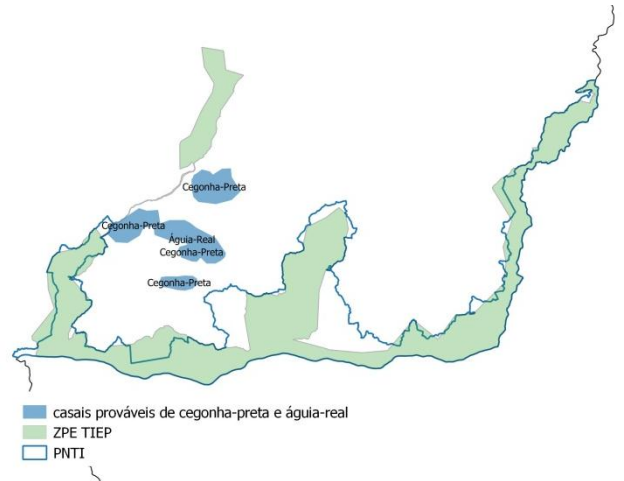 Cegonha-Preta
Cegonha-Preta
Águia-Real
Cegonha-Preta
Cegonha-Preta
casais prováveis de cegonha-preta e águia-real
ZPE TIEP
PNTI